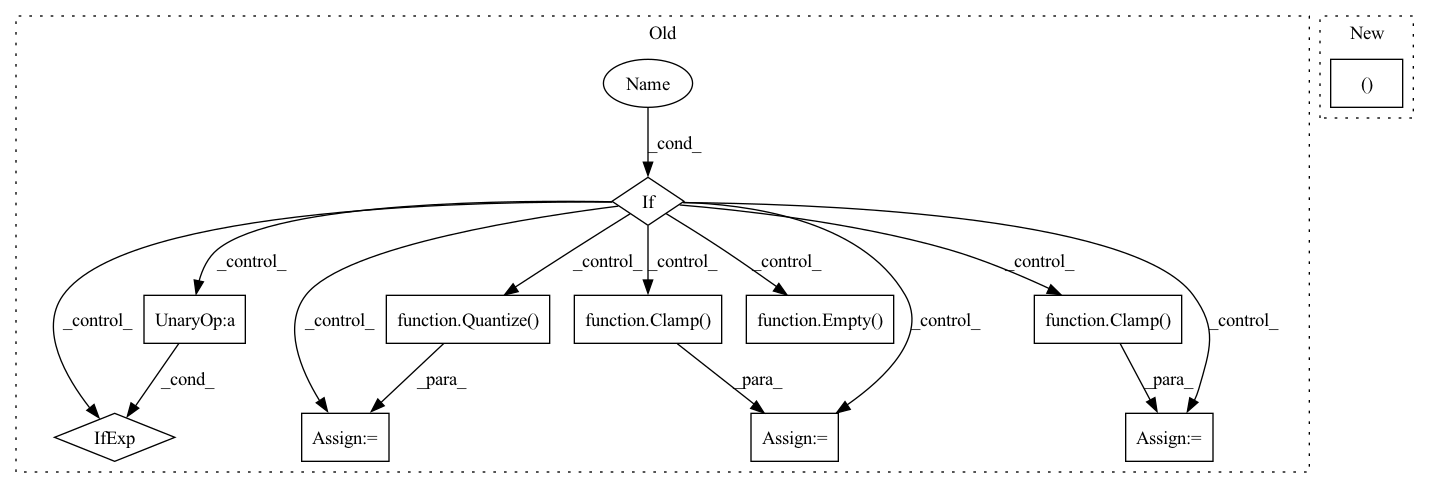 Old
New
Name
()
_cond_
If
_control_
_control_
_control_
_control_
_control_
_control_
_control_
_control_
_control_
UnaryOp:a
function.Quantize()
function.Clamp()
function.Empty()
function.Clamp()
_cond_
_para_
_para_
_para_
IfExp
Assign:=
Assign:=
Assign:=